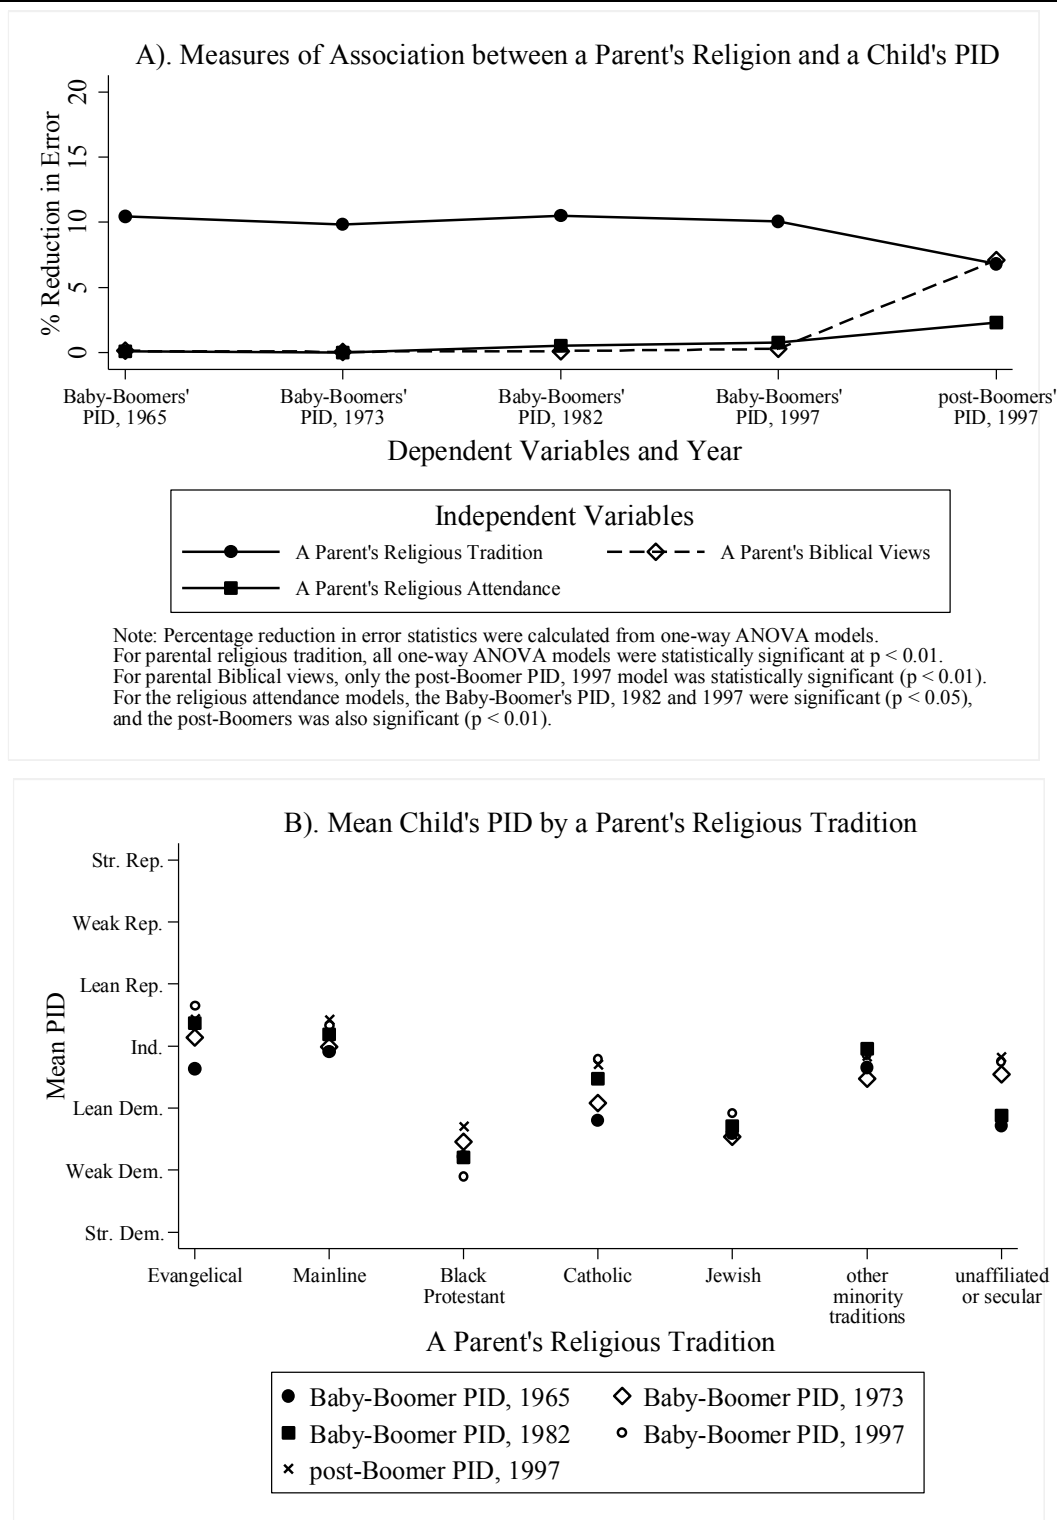 A). Measures of Association between a Parent's Religion and a Child's PID
% Reduction in Error
20
15
10
5
0
Baby-Boomers' PID, 1965
Baby-Boomers' PID, 1973
Baby-Boomers' PID, 1982
Baby-Boomers' PID, 1997
post-Boomers' PID, 1997
Dependent Variables and Year
Independent Variables
A Parent's Religious Tradition
A Parent's Biblical Views
A Parent's Religious Attendance
Note: Percentage reduction in error statistics were calculated from one-way ANOVA models.
For parental religious tradition, all one-way ANOVA models were statistically significant at p < 0.01.
For parental Biblical views, only the post-Boomer PID, 1997 model was statistically significant (p < 0.01).
For the religious attendance models, the Baby-Boomer's PID, 1982 and 1997 were significant (p < 0.05),
and the post-Boomers was also significant (p < 0.01).
B). Mean Child's PID by a Parent's Religious Tradition
Mean PID
Str. Rep.
Weak Rep.
Lean Rep.
Ind.
Lean Dem.
Weak Dem.
Str. Dem.
Evangelical
Mainline
Black
Protestant
Catholic
Jewish
other
minority
traditions
unaffiliated
or secular
A Parent's Religious Tradition
Baby-Boomer PID, 1965
Baby-Boomer PID, 1973
Baby-Boomer PID, 1982
Baby-Boomer PID, 1997
post-Boomer PID, 1997